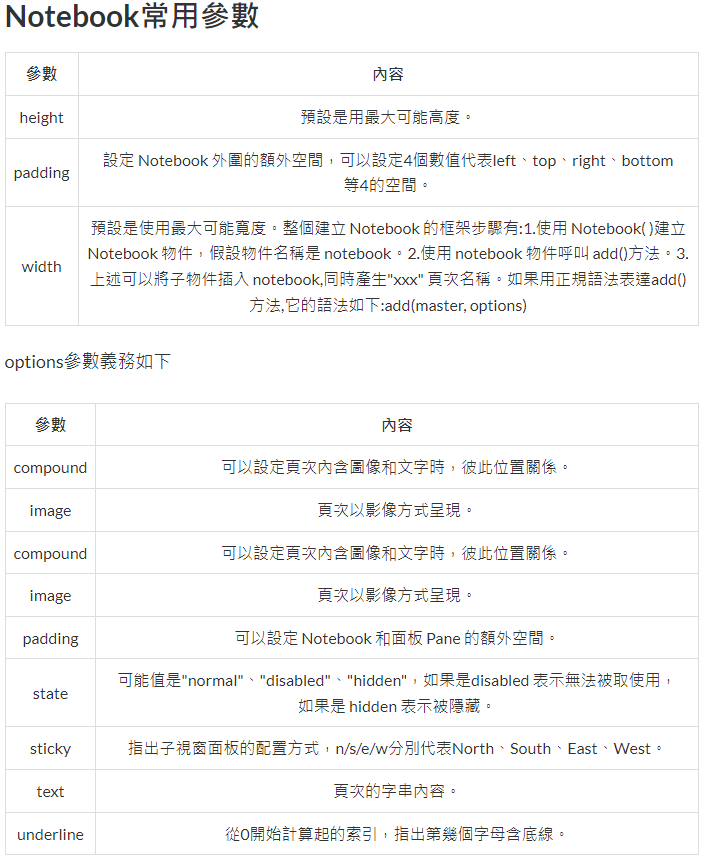 Notebook常用參數
參數 內容
height 預設是用最大可能高度。
padding 設定 Notebook 外圍的額外空間，可以設定4個數值代表left、top、right、bottom
等4的空間。
width 預設是使用最大可能寬度。整個建立 Notebook 的框架步驟有:1.使用 Notebook( )建立
Notebook 物件，假設物件名稱是 notebook。2.使用 notebook 物件呼叫 add()方法。3.
上述可以將子物件插入 notebook,同時產生"xxx" 頁次名稱。如果用正規語法表達add()
方法,它的語法如下:add(master, options)
options參數義務如下
參數 內容
compound 可以設定頁次內含圖像和文字時，彼此位置關係。
image 頁次以影像方式呈現。
compound 可以設定頁次內含圖像和文字時，彼此位置關係。
image 頁次以影像方式呈現。
padding 可以設定 Notebook 和面板 Pane 的額外空間。
state 可能值是"normal"、"disabled"、"hidden"，如果是disabled 表示無法被取使用，
如果是 hidden 表示被隱藏。
sticky 指出子視窗面板的配置方式，n/s/e/w分別代表North、South、East、West。
text 頁次的字串內容。
underline 從0開始計算起的索引，指出第幾個字母含底線。